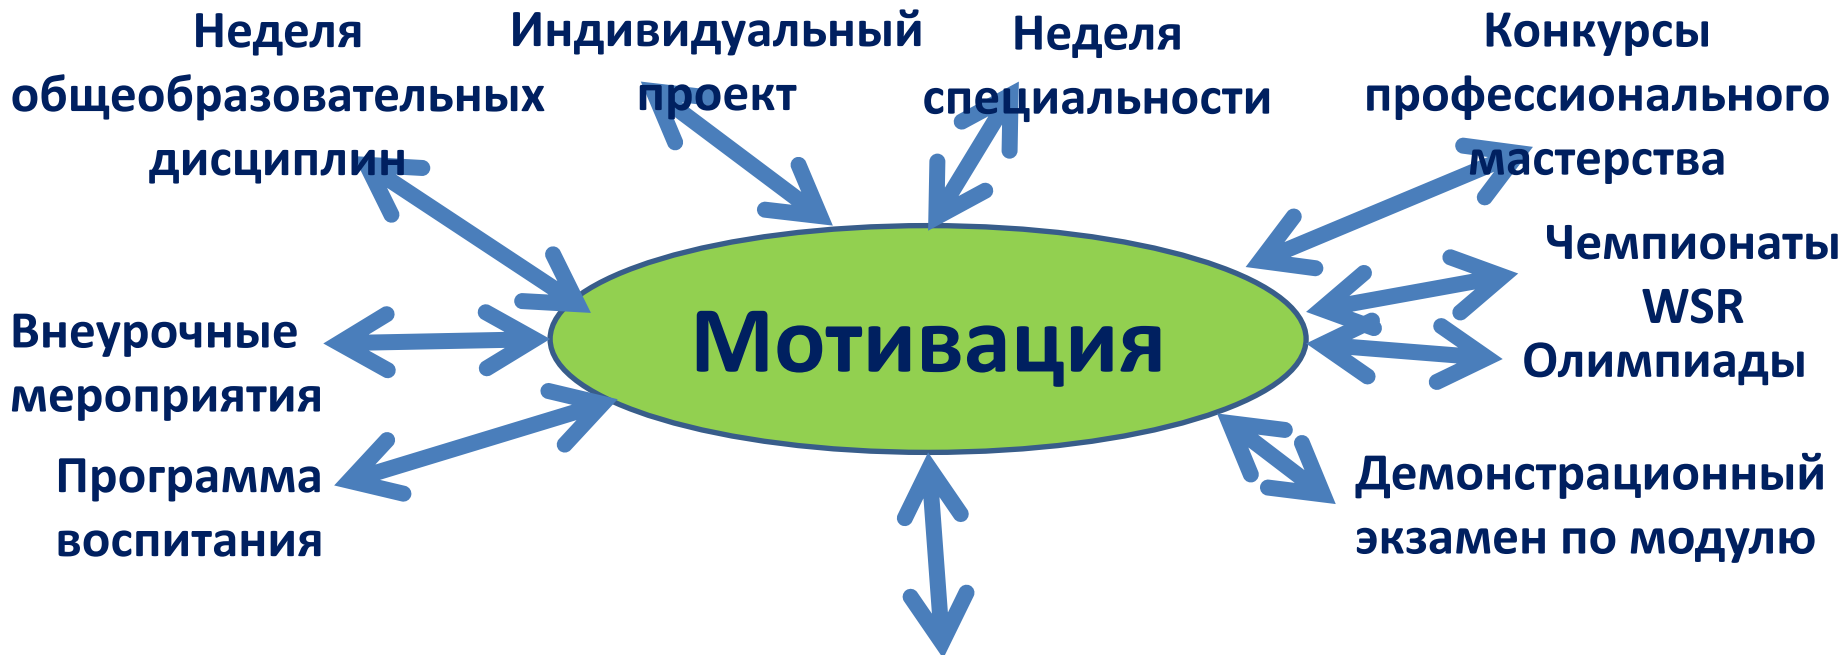 Неделя
общеобразовательных
дисциплин
Индивидуальный
проект
Неделя
специальности
Конкурсы
профессионального
мастерства
Чемпионаты
WSR
Олимпиады
Мотивация
Внеурочные
мероприятия
Программа
воспитания
Демонстрационный
экзамен по модулю